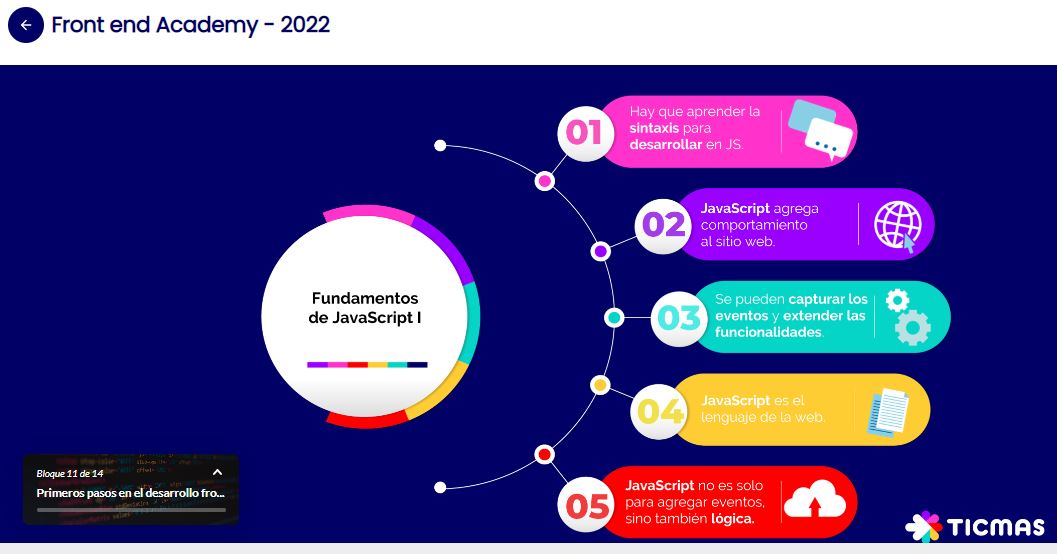 Front end Academy - 2022
01
Hay que aprender la
sintaxis para
desarrollar en JS.
02
JavaScript agrega
comportamiento
al sitio web.
Fundamentos
de JavaScript I
03
Se pueden capturar los
eventos y extender las
funcionalidades.
04
JavaScript es el
lenguaje de la web.
05
JavaScript no es solo
para agregar eventos,
sino también lógica.
Bloque 11 de 14
Primeros pasos en el desarrollo fro...
TICMAS